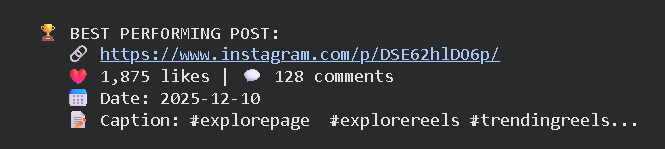 🏆 BEST PERFORMING POST:
🔗 https://www.instagram.com/p/DSE62hlD06p/
❤️ 1,875 likes | 💬 128 comments
📅 Date: 2025-12-10
📝 Caption: #explorepage #explorereels #trendingreels...